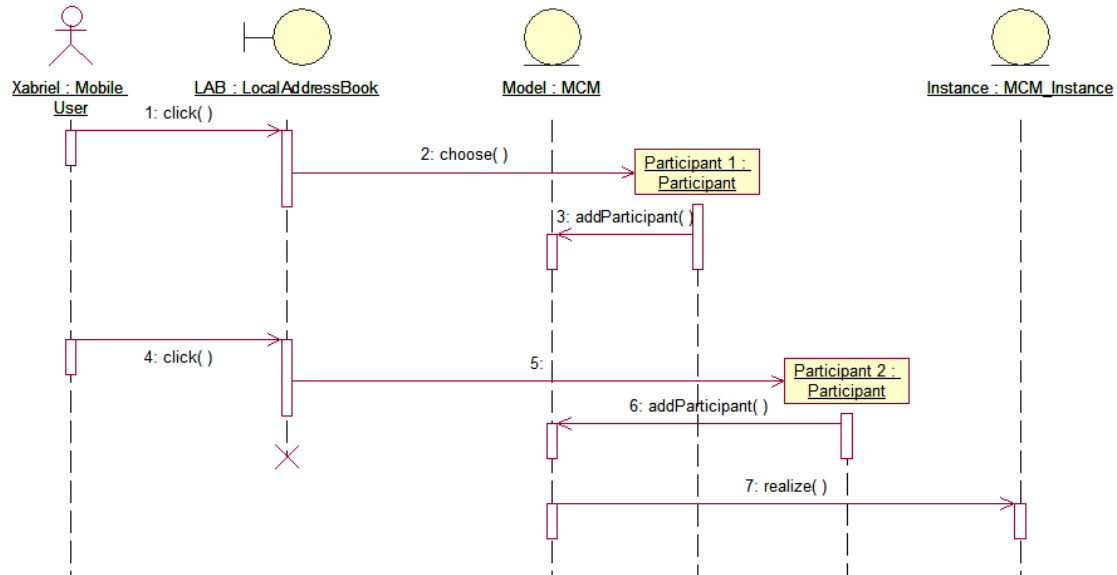 Xabriel : Mobile
User
LAB : LocalAddressBook
Model : MCM
Instance : MCM_Instance
1: click( )
2: choose( )
Participant 1 :
Participant
3: addParticipant( )
4: click( )
5:
Participant 2 :
Participant
6: addParticipant( )
7: realize( )